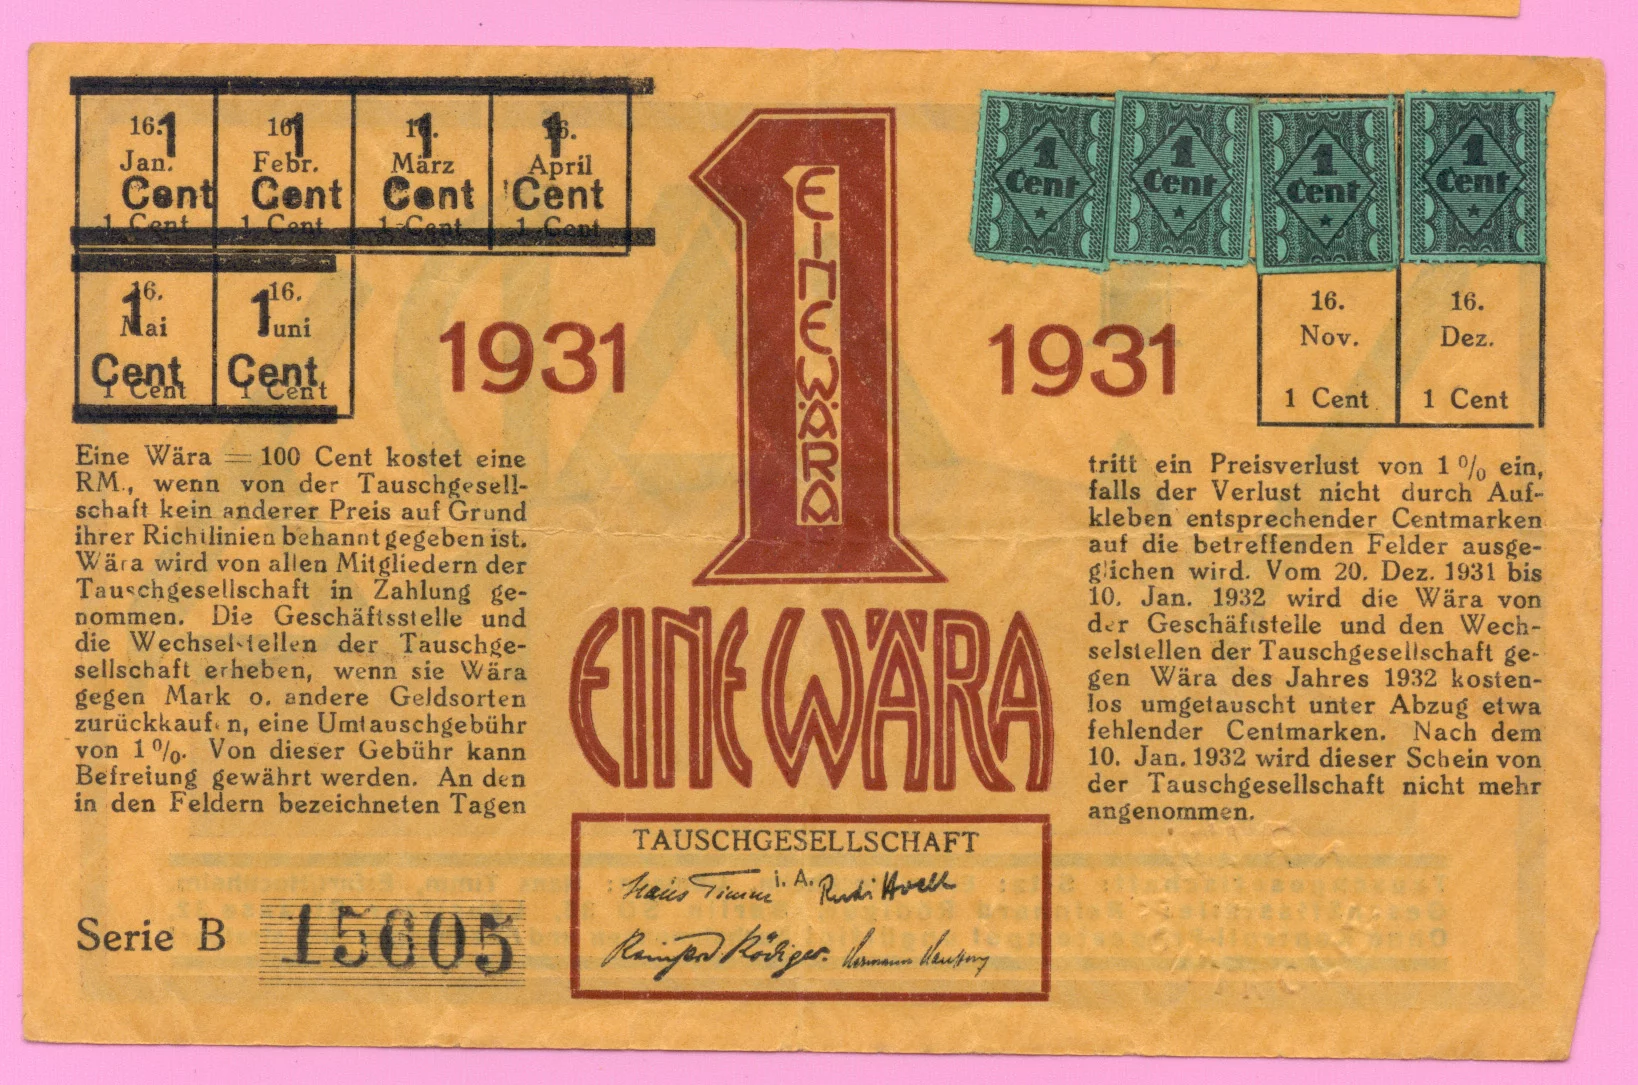 16. 1 16. 1 16. 1 16. 1
Jan. Febr. März April
Cent Cent Cent Cent
1 Cent 1 Cent 1 Cent 1 Cent
16. 1 16. 1
Mai Juni
Cent Cent
1 Cent 1 Cent
1 1 1 1
Cent Cent Cent Cent
16. 16.
Nov. Dez.
1 Cent 1 Cent
1
EINE WÄRA
1931 1931
Eine Wära = 100 Cent kostet eine
RM., wenn von der Tauschgesell-
schaft kein anderer Preis auf Grund
ihrer Richtlinien behannt gegeben ist.
Wära wird von allen Mitgliedern der
Tauschgesellschaft in Zahlung ge-
nommen. Die Geschäftsstelle und
die Wechselstellen der Tauschge-
sellschaft erheben, wenn sie Wära
gegen Mark o. andere Geldsorten
zurückkaufen, eine Umtauschgebühr
von 1 %. Von dieser Gebühr kann
Befreiung gewährt werden. An den
in den Feldern bezeichneten Tagen
tritt ein Preisverlust von 1 % ein,
falls der Verlust nicht durch Auf-
kleben entsprechender Centmarken
auf die betreffenden Felder ausge-
glichen wird. Vom 20. Dez. 1931 bis
10. Jan. 1932 wird die Wära von
der Geschäftstelle und den Wech-
selstellen der Tauschgesellschaft ge-
gen Wära des Jahres 1932 kosten-
los umgetauscht unter Abzug etwa
fehlender Centmarken. Nach dem
10. Jan. 1932 wird dieser Schein von
der Tauschgesellschaft nicht mehr
angenommen.
EINE WÄRA
TAUSCHGESELLSCHAFT
Hans Timm i. A. Rudi
Rödiger.
Serie B 15605